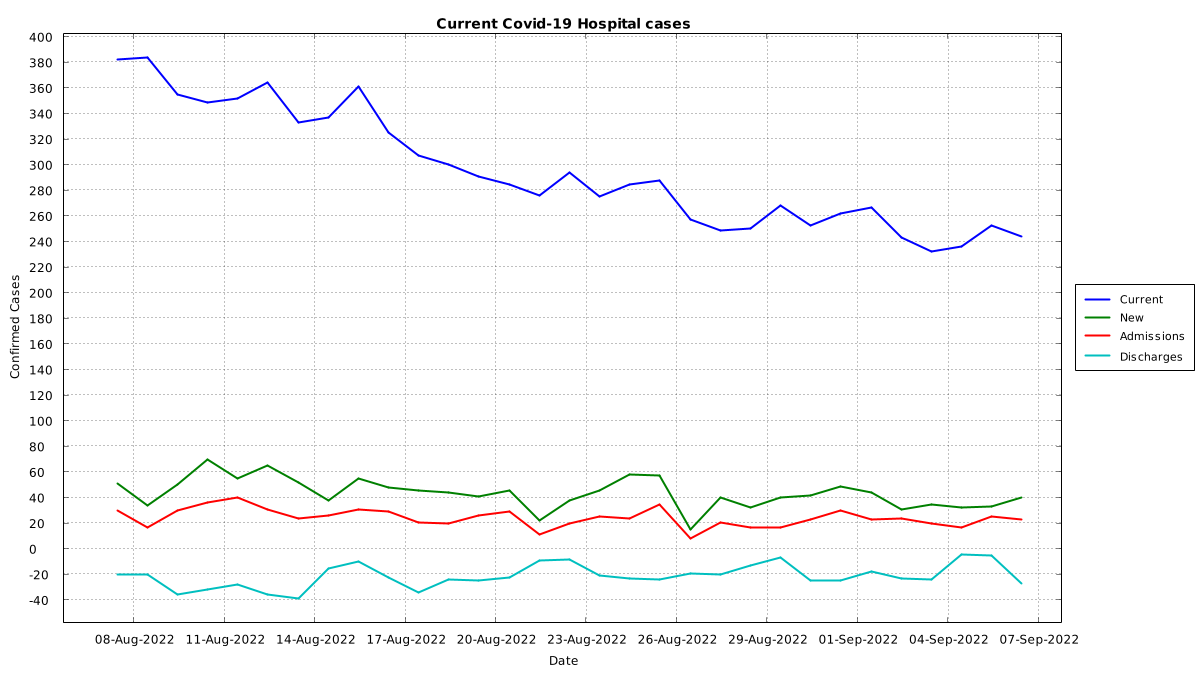 Current Covid-19 Hospital cases
400
380
360
340
320
300
280
260
240
220
200
180
160
140
120
100
80
60
40
20
0
-20
-40
Confirmed Cases
08-Aug-2022 11-Aug-2022 14-Aug-2022 17-Aug-2022 20-Aug-2022 23-Aug-2022 26-Aug-2022 29-Aug-2022 01-Sep-2022 04-Sep-2022 07-Sep-2022
Date
Current
New
Admissions
Discharges